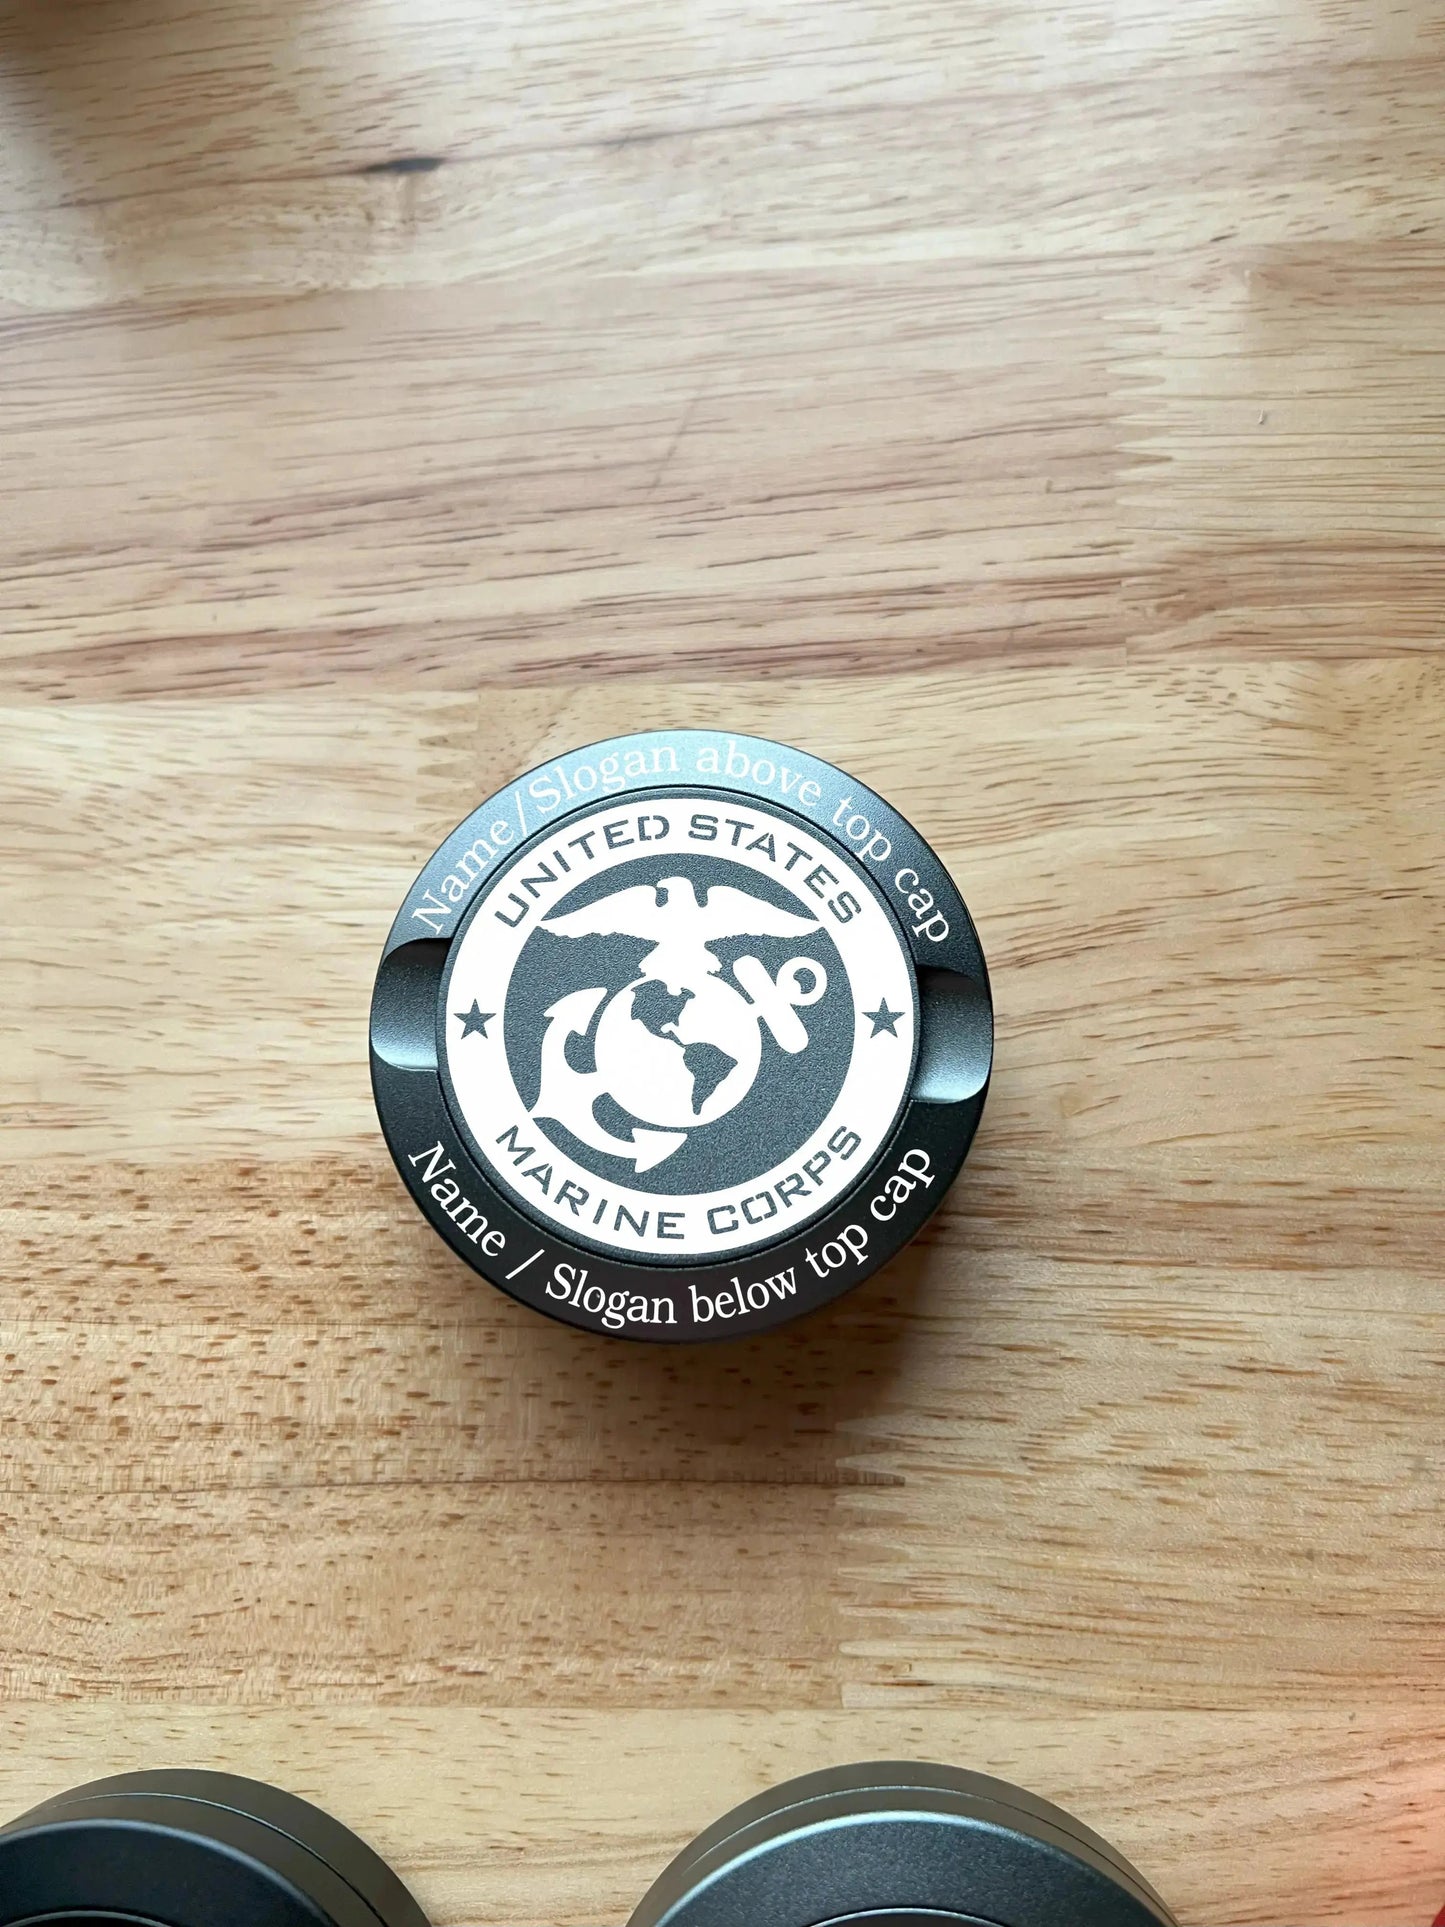 Name/Slogan above top cap
UNITED STATES
MARINE CORPS
Name / Slogan below top cap